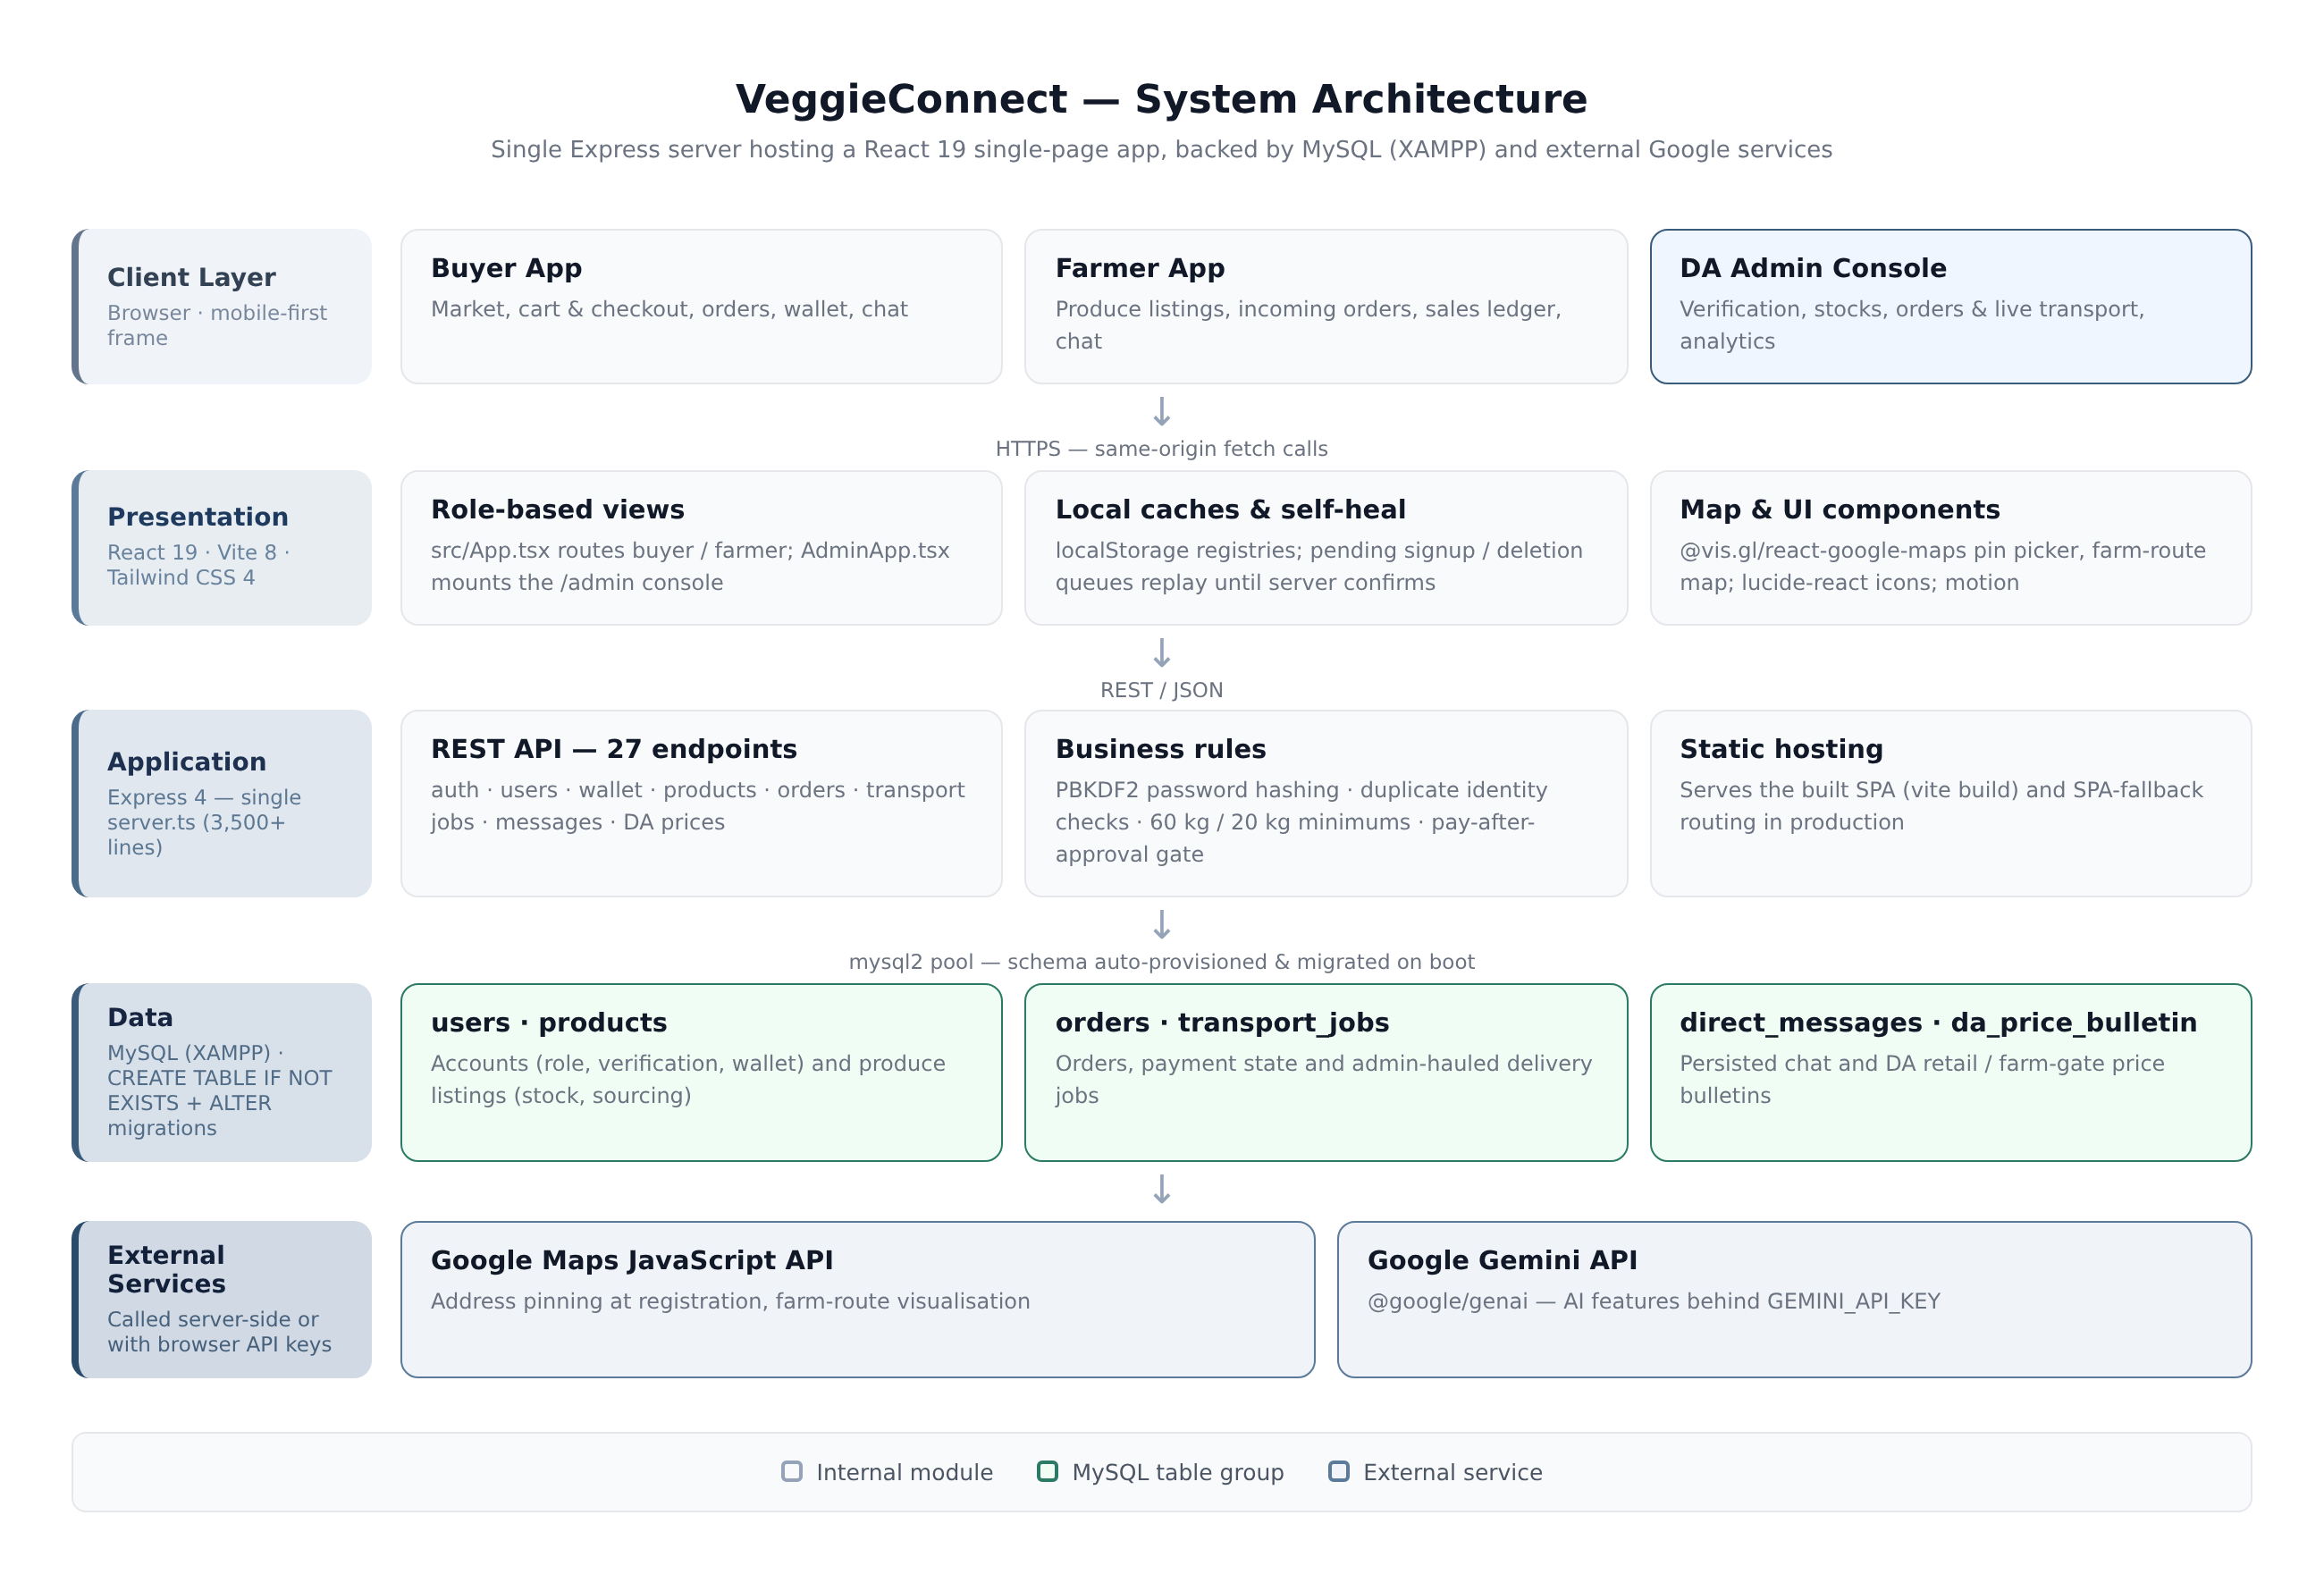 VeggieConnect — System Architecture
Single Express server hosting a React 19 single-page app, backed by MySQL (XAMPP) and external Google services
Client Layer
Browser · mobile-first
frame
Buyer App
Market, cart & checkout, orders, wallet, chat
Farmer App
Produce listings, incoming orders, sales ledger,
chat
DA Admin Console
Verification, stocks, orders & live transport,
analytics
↓
HTTPS — same-origin fetch calls
Presentation
React 19 · Vite 8 ·
Tailwind CSS 4
Role-based views
src/App.tsx routes buyer / farmer; AdminApp.tsx
mounts the /admin console
Local caches & self-heal
localStorage registries; pending signup / deletion
queues replay until server confirms
Map & UI components
@vis.gl/react-google-maps pin picker, farm-route
map; lucide-react icons; motion
↓
REST / JSON
Application
Express 4 — single
server.ts (3,500+
lines)
REST API — 27 endpoints
auth · users · wallet · products · orders · transport
jobs · messages · DA prices
Business rules
PBKDF2 password hashing · duplicate identity
checks · 60 kg / 20 kg minimums · pay-after-
approval gate
Static hosting
Serves the built SPA (vite build) and SPA-fallback
routing in production
↓
mysql2 pool — schema auto-provisioned & migrated on boot
Data
MySQL (XAMPP) ·
CREATE TABLE IF NOT
EXISTS + ALTER
migrations
users · products
Accounts (role, verification, wallet) and produce
listings (stock, sourcing)
orders · transport_jobs
Orders, payment state and admin-hauled delivery
jobs
direct_messages · da_price_bulletin
Persisted chat and DA retail / farm-gate price
bulletins
↓
External
Services
Called server-side or
with browser API keys
Google Maps JavaScript API
Address pinning at registration, farm-route visualisation
Google Gemini API
@google/genai — AI features behind GEMINI_API_KEY
Internal module
MySQL table group
External service